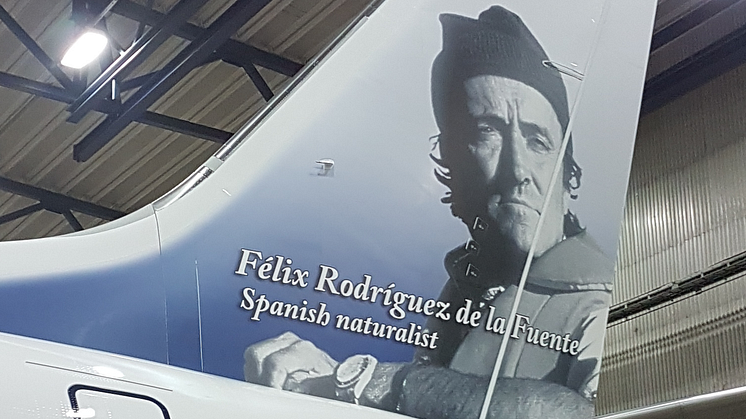 Félix Rodríguez de la Fuente
Spanish naturalist